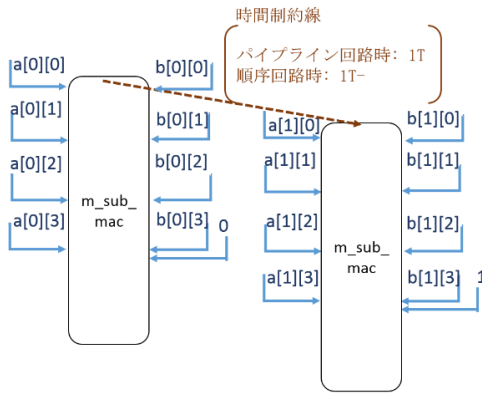 時間制約線
パイプライン回路時: 1T
順序回路時: 1T-
a[0][0]
b[0][0]
a[0][1]
b[0][1]
a[0][2]
b[0][2]
a[0][3]
b[0][3]
0
m_sub_
mac
a[1][0]
b[1][0]
a[1][1]
b[1][1]
a[1][2]
b[1][2]
a[1][3]
b[1][3]
1
m_sub_
mac